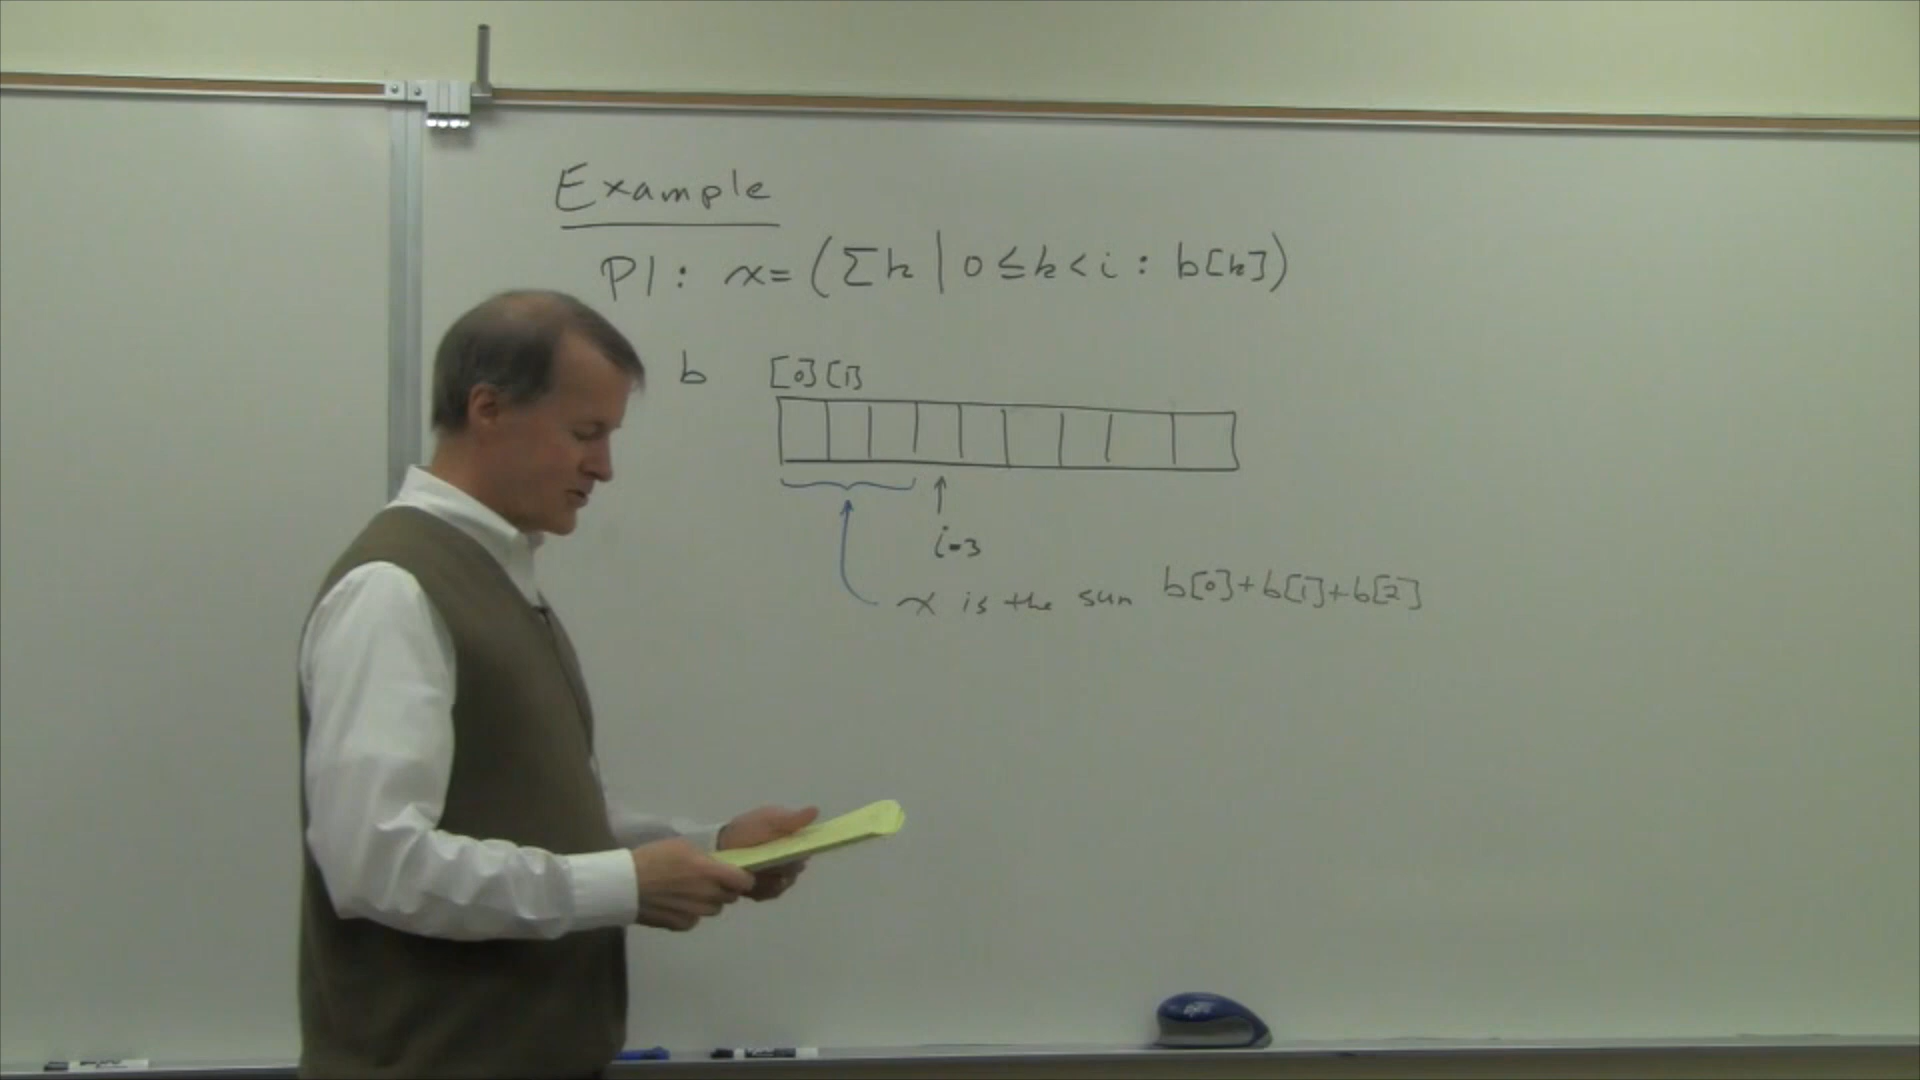 Example
P1: x = (Σk | 0 ≤ k < i : b[k])
b [0] [1]
i=3
x is the sum b[0]+b[1]+b[2]